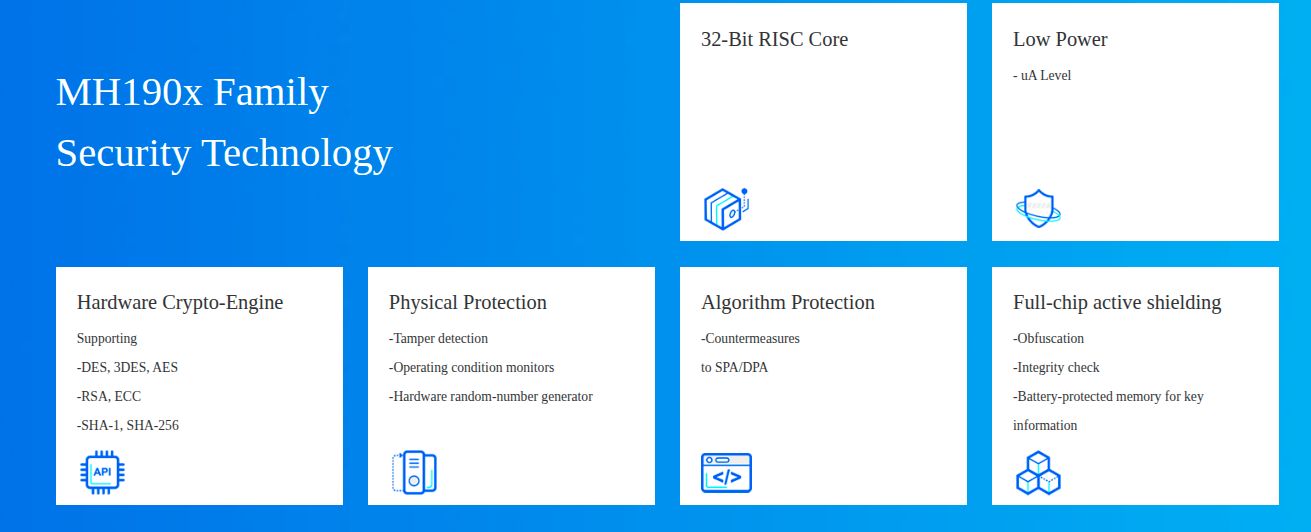 MH190x Family
Security Technology
32-Bit RISC Core
Low Power
- uA Level
Hardware Crypto-Engine
Supporting
-DES, 3DES, AES
-RSA, ECC
-SHA-1, SHA-256
API
Physical Protection
-Tamper detection
-Operating condition monitors
-Hardware random-number generator
Algorithm Protection
-Countermeasures
to SPA/DPA
</>
Full-chip active shielding
-Obfuscation
-Integrity check
-Battery-protected memory for key
information